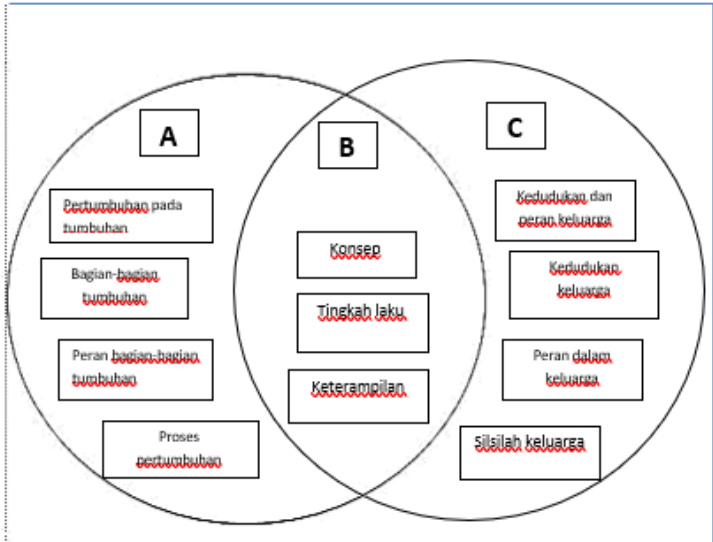 A
B
C
Pertumbuhan pada
tumbuhan
Bagian-bagian
tumbuhan
Peran bagian-bagian
tumbuhan
Proses
pertumbuhan
Konsep
Tingkah laku
Keterampilan
Kedudukan dan
peran keluarga
Kedudukan
keluarga
Peran dalam
keluarga
Silsilah keluarga